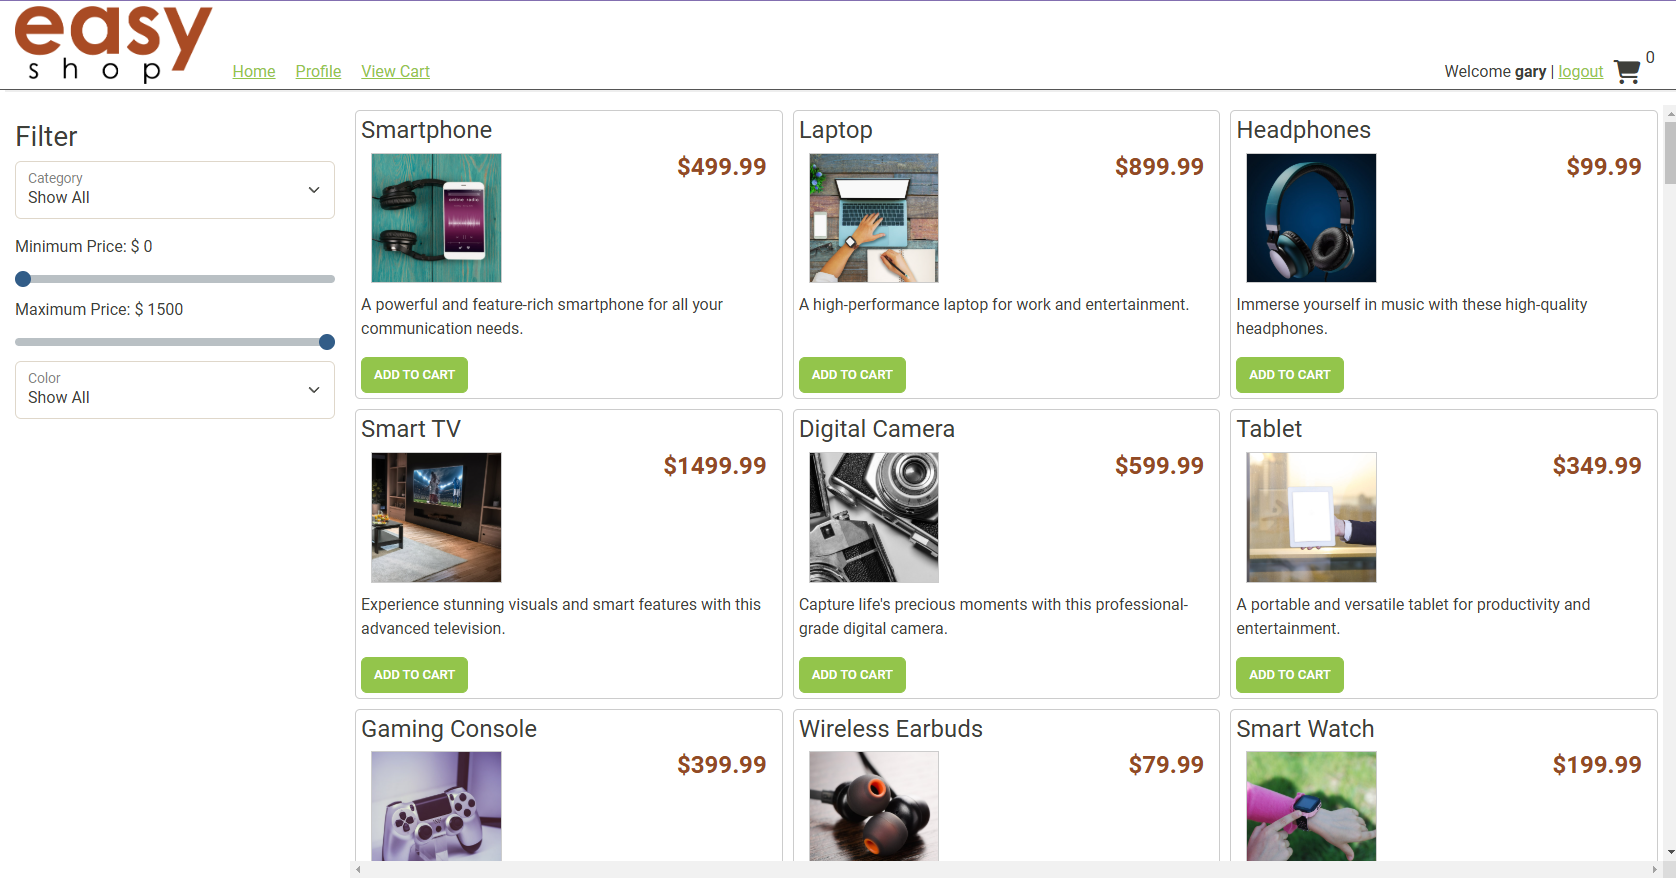 easy
shop
Home Profile View Cart
Welcome gary | logout 0
Filter
Category
Show All
Minimum Price: $ 0
Maximum Price: $ 1500
Color
Show All
Smartphone
$499.99
online radio
A powerful and feature-rich smartphone for all your
communication needs.
ADD TO CART
Laptop
$899.99
A high-performance laptop for work and entertainment.
ADD TO CART
Headphones
$99.99
Immerse yourself in music with these high-quality
headphones.
ADD TO CART
Smart TV
$1499.99
Experience stunning visuals and smart features with this
advanced television.
ADD TO CART
Digital Camera
$599.99
Capture life's precious moments with this professional-
grade digital camera.
ADD TO CART
Tablet
$349.99
A portable and versatile tablet for productivity and
entertainment.
ADD TO CART
Gaming Console
$399.99
Wireless Earbuds
$79.99
Smart Watch
$199.99